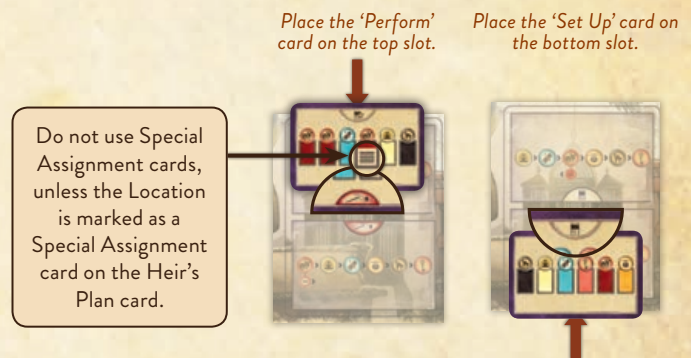 Place the ‘Perform’
card on the top slot.
Place the ‘Set Up’ card on
the bottom slot.
Do not use Special
Assignment cards,
unless the Location
is marked as a
Special Assignment
card on the Heir’s
Plan card.